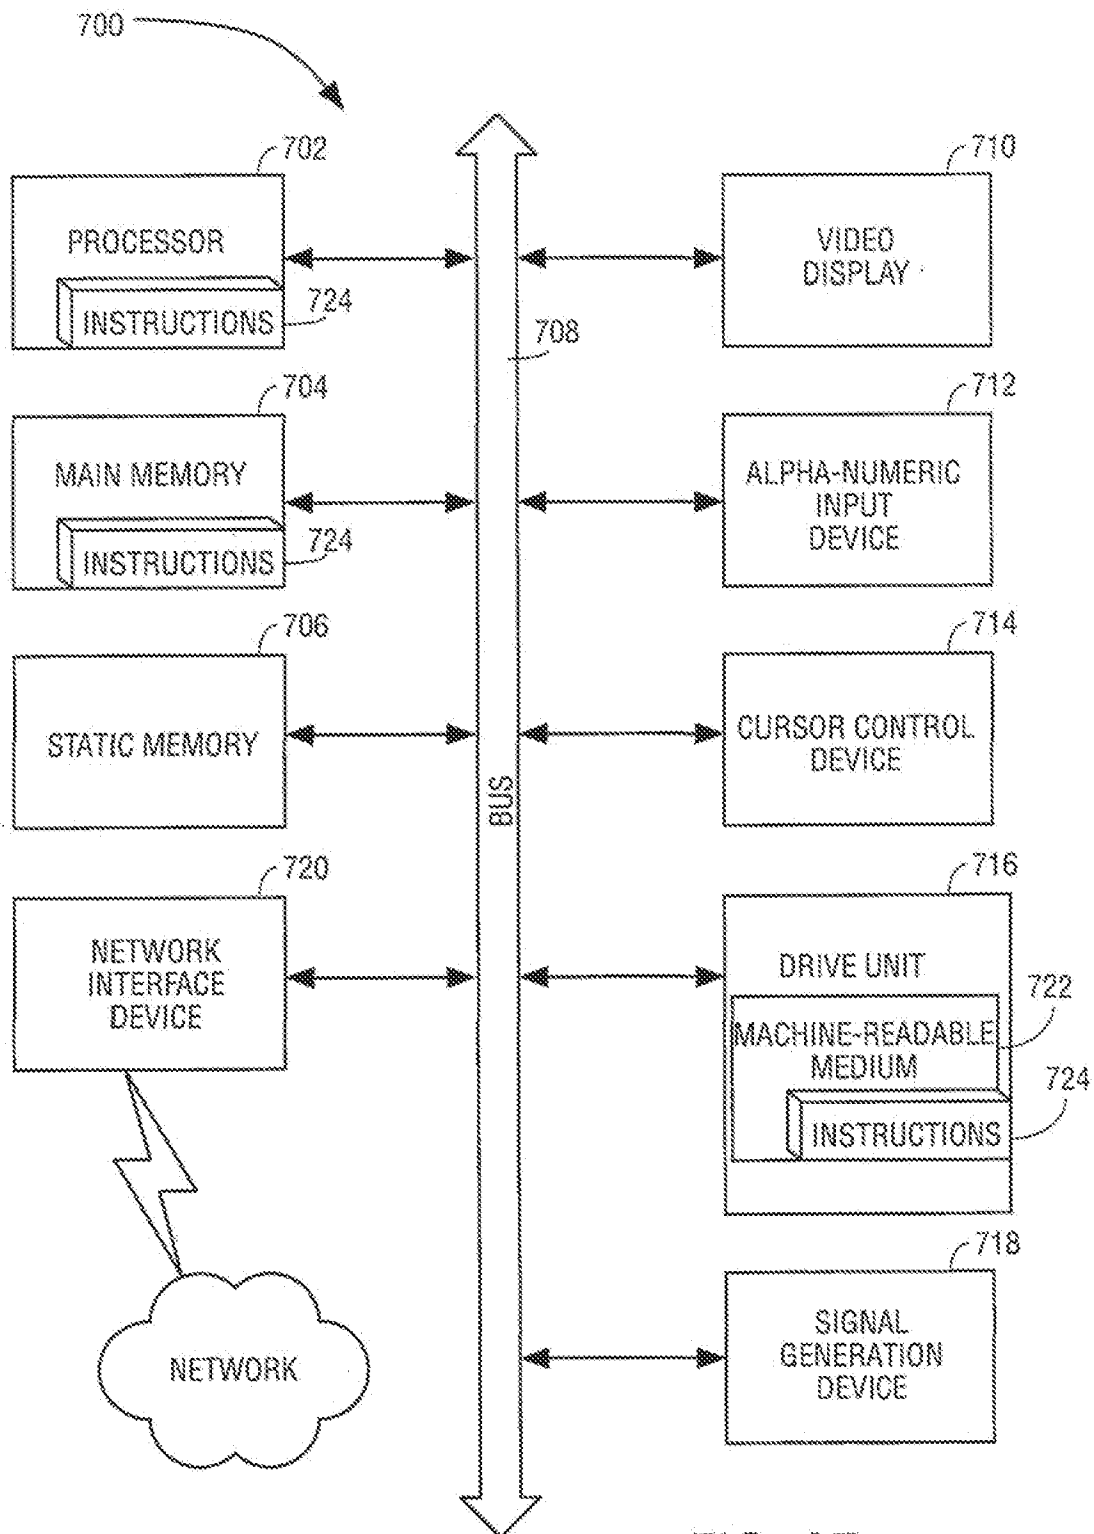 700
702
PROCESSOR
INSTRUCTIONS
724
704
MAIN MEMORY
INSTRUCTIONS
724
706
STATIC MEMORY
720
NETWORK
INTERFACE
DEVICE
NETWORK
708
BUS
710
VIDEO
DISPLAY
712
ALPHA-NUMERIC
INPUT
DEVICE
714
CURSOR CONTROL
DEVICE
716
DRIVE UNIT
722
MACHINE-READABLE
MEDIUM
724
INSTRUCTIONS
718
SIGNAL
GENERATION
DEVICE